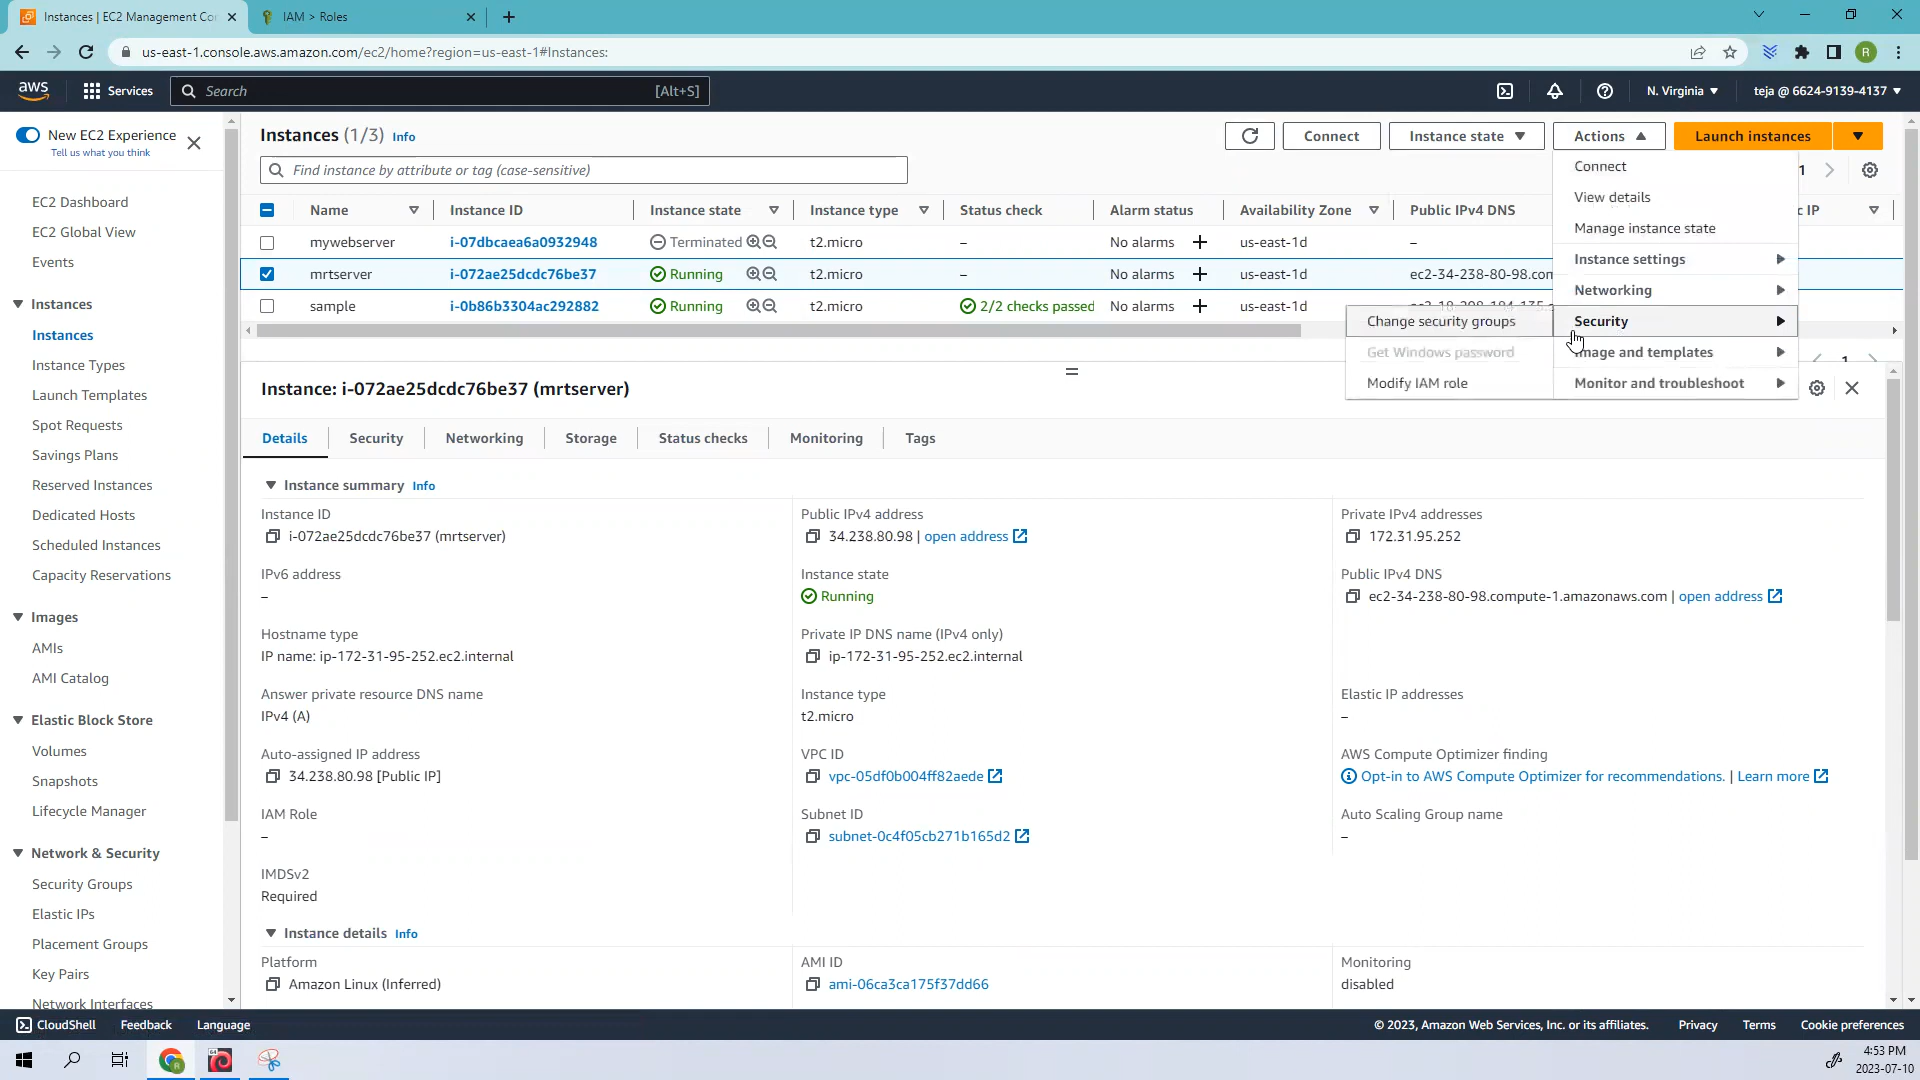 Instances | EC2 Management Con
IAM > Roles
us-east-1.console.aws.amazon.com/ec2/home?region=us-east-1#Instances:
R
aws
Services
Search
[Alt+S]
N. Virginia
teja @ 6624-9139-4137
New EC2 Experience
Tell us what you think
EC2 Dashboard
EC2 Global View
Events
Instances
Instances
Instance Types
Launch Templates
Spot Requests
Savings Plans
Reserved Instances
Dedicated Hosts
Scheduled Instances
Capacity Reservations
Images
AMIs
AMI Catalog
Elastic Block Store
Volumes
Snapshots
Lifecycle Manager
Network & Security
Security Groups
Elastic IPs
Placement Groups
Key Pairs
Network Interfaces
Instances (1/3) Info
Connect
Instance state
Actions
Launch instances
Find instance by attribute or tag (case-sensitive)
1
Name Instance ID Instance state Instance type Status check Alarm status Availability Zone Public IPv4 DNS c IP
mywebserver i-07dbcaea6a0932948 Terminated t2.micro – No alarms + us-east-1d –
mrtserver i-072ae25dcdc76be37 Running t2.micro – No alarms + us-east-1d ec2-34-238-80-98.com
sample i-0b86b3304ac292882 Running t2.micro 2/2 checks passed No alarms + us-east-1d
Connect
View details
Manage instance state
Instance settings
Networking
Security
Image and templates
Monitor and troubleshoot
Change security groups
Get Windows password
Modify IAM role
Instance: i-072ae25dcdc76be37 (mrtserver)
Details
Security
Networking
Storage
Status checks
Monitoring
Tags
Instance summary Info
Instance ID
i-072ae25dcdc76be37 (mrtserver)
Public IPv4 address
34.238.80.98 | open address
Private IPv4 addresses
172.31.95.252
IPv6 address
–
Instance state
Running
Public IPv4 DNS
ec2-34-238-80-98.compute-1.amazonaws.com | open address
Hostname type
IP name: ip-172-31-95-252.ec2.internal
Private IP DNS name (IPv4 only)
ip-172-31-95-252.ec2.internal
Answer private resource DNS name
IPv4 (A)
Instance type
t2.micro
Elastic IP addresses
–
Auto-assigned IP address
34.238.80.98 [Public IP]
VPC ID
vpc-05df0b004ff82aede
AWS Compute Optimizer finding
Opt-in to AWS Compute Optimizer for recommendations. | Learn more
IAM Role
–
Subnet ID
subnet-0c4f05cb271b165d2
Auto Scaling Group name
–
IMDSv2
Required
Instance details Info
Platform
Amazon Linux (Inferred)
AMI ID
ami-06ca3ca175f37dd66
Monitoring
disabled
CloudShell
Feedback
Language
© 2023, Amazon Web Services, Inc. or its affiliates.
Privacy
Terms
Cookie preferences
4:53 PM
2023-07-10